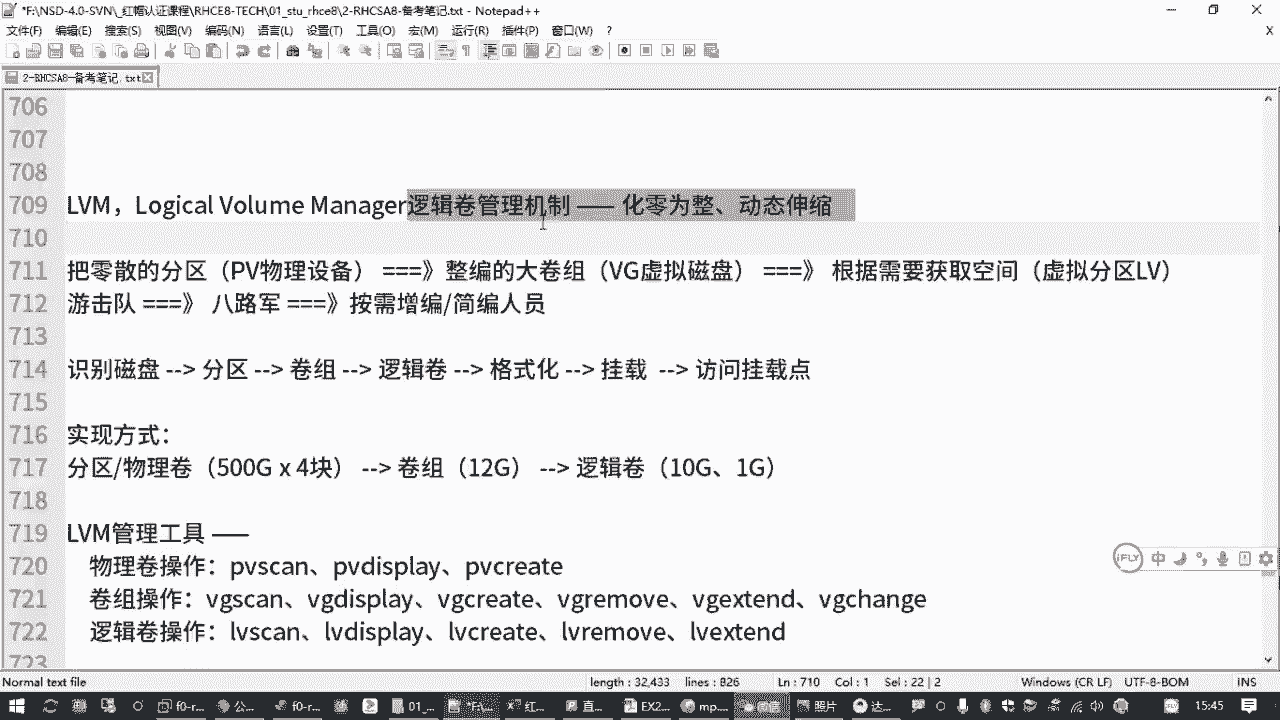 *F:\NSD-4.0-SVN\_红帽认证课程\RHCE8-TECH\01_stu_rhce8\2-RHCSA8-备考笔记.txt - Notepad++
文件(F) 编辑(E) 搜索(S) 视图(V) 编码(N) 语言(L) 设置(T) 工具(O) 宏(M) 运行(R) 插件(P) 窗口(W) ? X
2-RHCSA8-备考笔记.txt
706
707
708
709 LVM，Logical Volume Manager逻辑卷管理机制 —— 化零为整、动态伸缩
710
711 把零散的分区（PV物理设备） ===》整编的大卷组（VG虚拟磁盘） ===》 根据需要获取空间（虚拟分区LV）
712 游击队 ===》 八路军 ===》按需增编/简编人员
713
714 识别磁盘 --> 分区 --> 卷组 --> 逻辑卷 --> 格式化 --> 挂载 --> 访问挂载点
715
716 实现方式：
717 分区/物理卷（500G x 4块） --> 卷组（12G） --> 逻辑卷（10G、1G）
718
719 LVM管理工具 ——
720 物理卷操作：pvscan、pvdisplay、pvcreate
721 卷组操作：vgscan、vgdisplay、vgcreate、vgremove、vgextend、vgchange
722 逻辑卷操作：lvscan、lvdisplay、lvcreate、lvremove、lvextend
723
iFLY 中
Normal text file length : 32,433 lines : 826 Ln : 710 Col : 1 Sel : 22 | 2 Windows (CR LF) UTF-8-BOM INS
f0-r... 公... f0-r... 01_... 红... 直... EX2... mp... 照片 达... 15:45